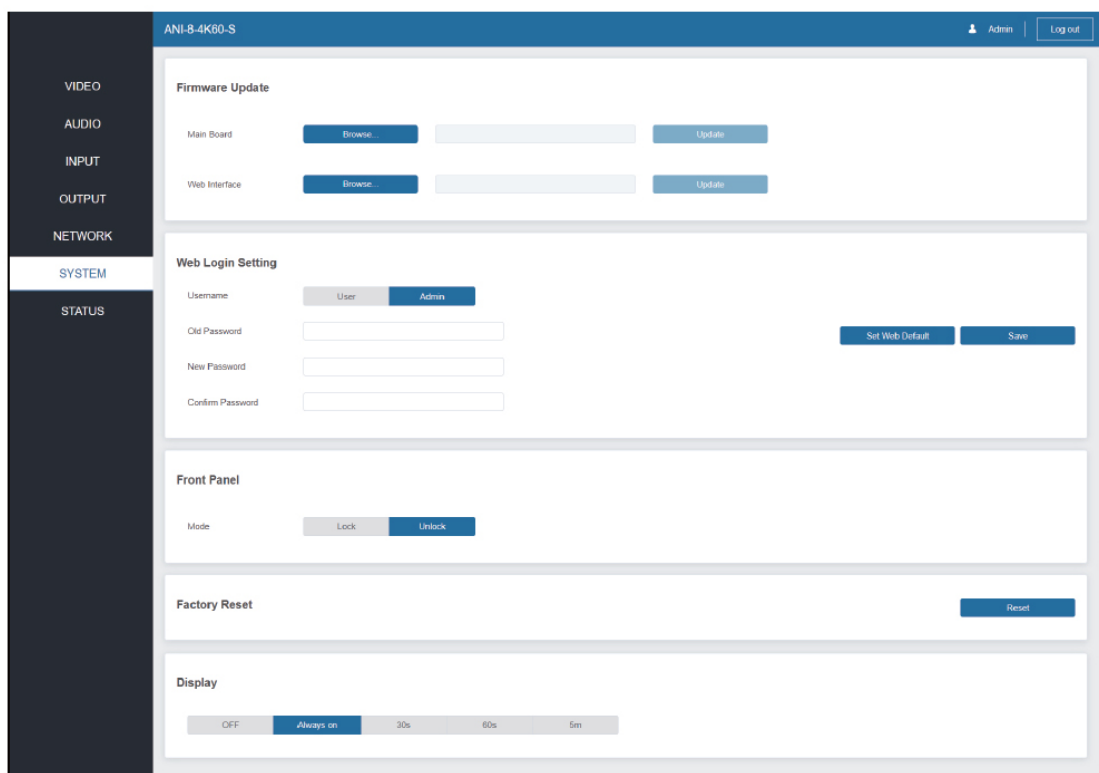 ANI-8-4K60-S Admin Log out
VIDEO
AUDIO
INPUT
OUTPUT
NETWORK
SYSTEM
STATUS
Firmware Update
Main Board Browse... Update
Web Interface Browse... Update
Web Login Setting
Username User Admin
Old Password
Set Web Default Save
New Password
Confirm Password
Front Panel
Mode Lock Unlock
Factory Reset Reset
Display
OFF Always on 30s 60s 5m